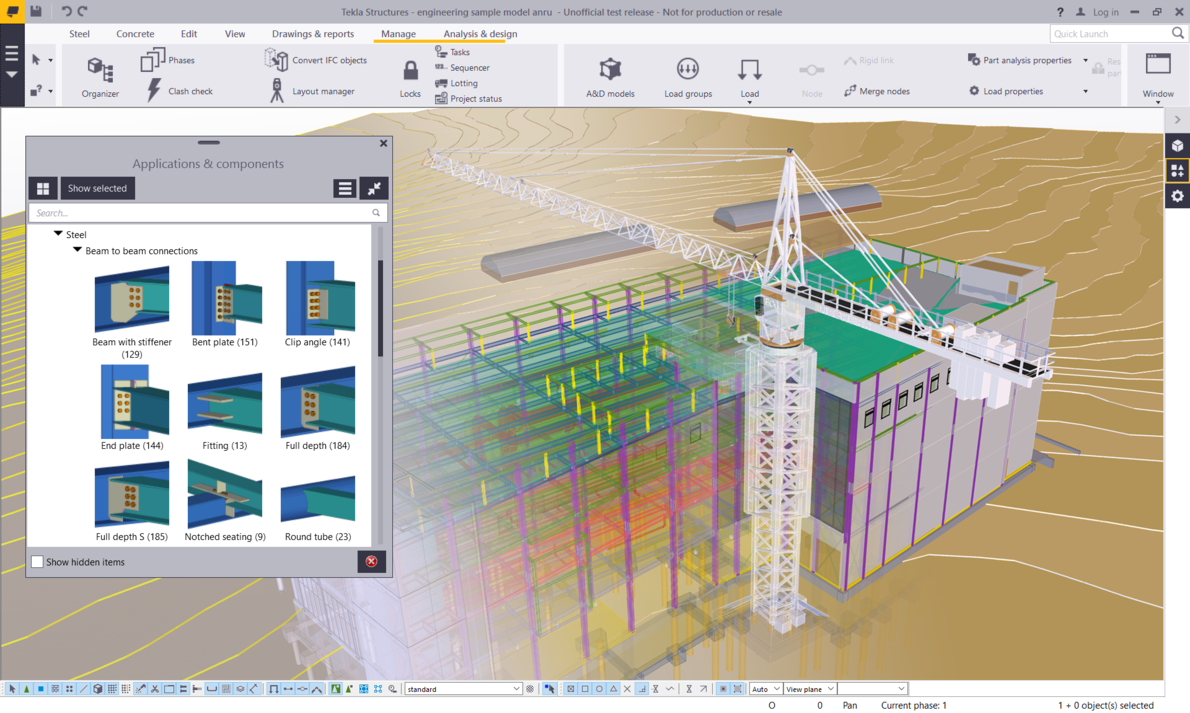 Tekla Structures - engineering sample model anru - Unofficial test release - Not for production or resale
? Log in
Steel Concrete Edit View Drawings & reports Manage Analysis & design
Quick Launch
Organizer
Phases
Clash check
Convert IFC objects
Layout manager
Locks
Tasks
Sequencer
Lotting
Project status
A&D models
Load groups
Load
Node
Rigid link
Merge nodes
Part analysis properties
Load properties
Window
Applications & components
Show selected
Search...
Steel
Beam to beam connections
Beam with stiffener
(129)
Bent plate (151)
Clip angle (141)
End plate (144)
Fitting (13)
Full depth (184)
Full depth S (185)
Notched seating (9)
Round tube (23)
Show hidden items
standard
Auto
View plane
O 0 Pan Current phase: 1 1 + 0 object(s) selected